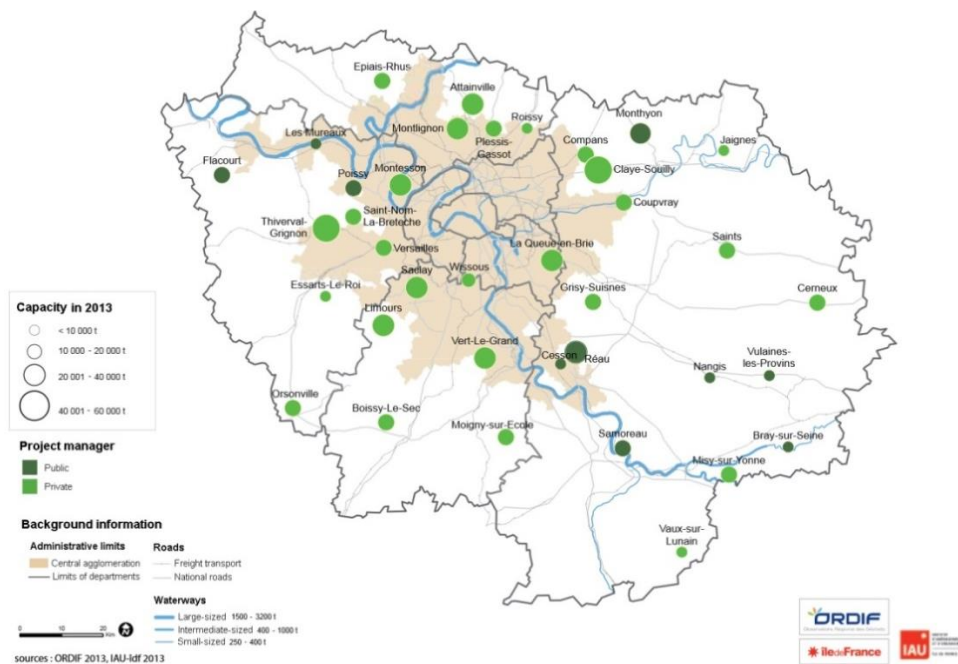 Epiais-Rhus
Attainville
Montlignon
Plessis-
Gassot
Roissy
Monthyon
Compans
Jaignes
Claye-Souilly
Les Mureaux
Flacourt
Poissy
Montesson
Coupvray
Saint-Nom-
La-Breteche
Thiverval-
Grignon
Versailles
La Queue-en-Brie
Saints
Saclay
Wissous
Essarts-Le-Roi
Grisy-Suisnes
Cerneux
Limours
Vert-Le-Grand
Cesson
Réau
Nangis
Vulaines-
les-Provins
Orsonville
Boissy-Le-Sec
Moigny-sur-Ecole
Samoreau
Bray-sur-Seine
Misy-sur-Yonne
Vaux-sur-
Lunain
Capacity in 2013
< 10 000 t
10 000 - 20 000 t
20 001 - 40 000 t
40 001 - 60 000 t
Project manager
Public
Private
Background information
Administrative limits
Central agglomeration
Limits of departments
Roads
Freight transport
National roads
Waterways
Large-sized 1500 - 3200 t
Intermediate-sized 400 - 1000 t
Small-sized 250 - 400 t
0 10 20
sources : ORDIF 2013, IAU-ldf 2013
ORDIF
îledeFrance
IAU